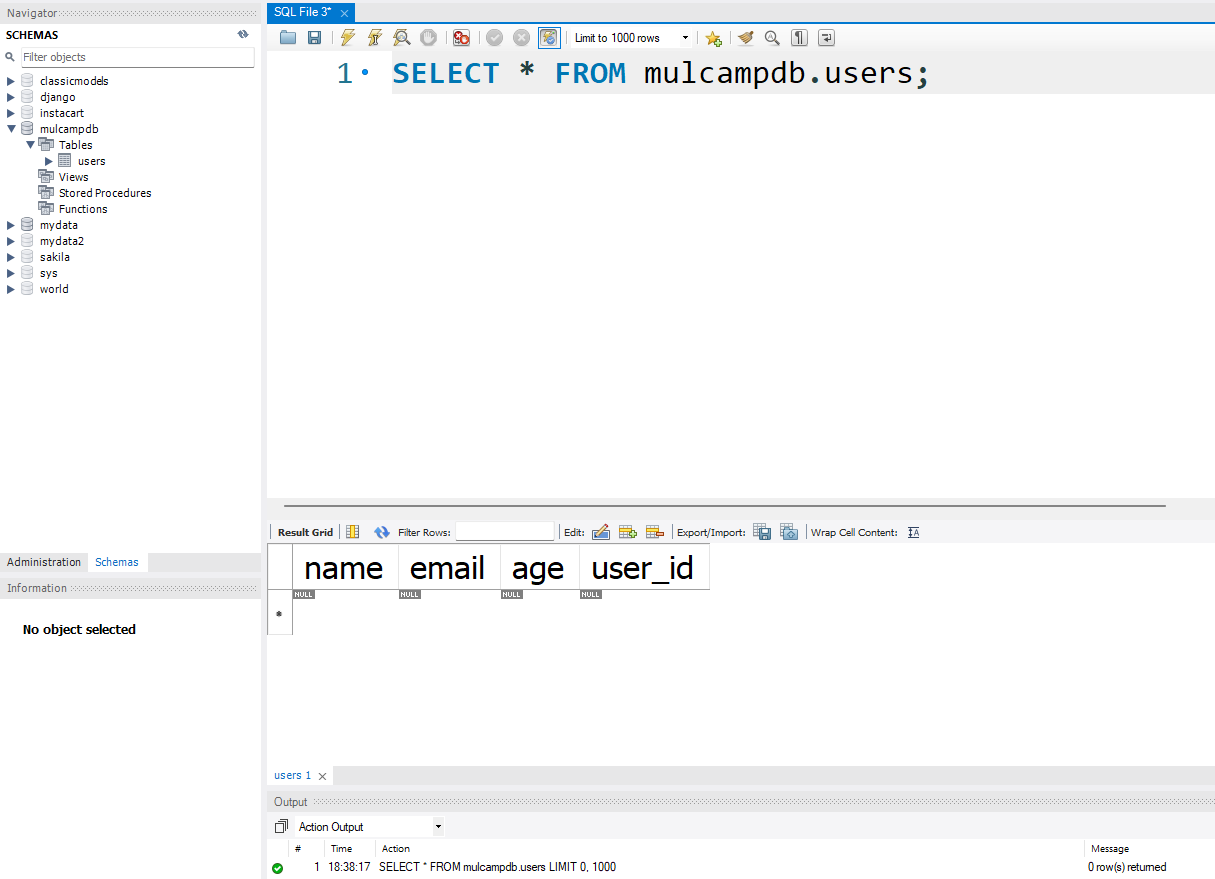 Navigator
SCHEMAS
Filter objects
classicmodels
django
instacart
mulcampdb
Tables
users
Views
Stored Procedures
Functions
mydata
mydata2
sakila
sys
world
Administration Schemas
Information
No object selected
SQL File 3*
Limit to 1000 rows
1 SELECT * FROM mulcampdb.users;
Result Grid Filter Rows: Edit: Export/Import: Wrap Cell Content:
name email age user_id
NULL NULL NULL NULL
*
users 1
Output
Action Output
# Time Action Message
1 18:38:17 SELECT * FROM mulcampdb.users LIMIT 0, 1000 0 row(s) returned